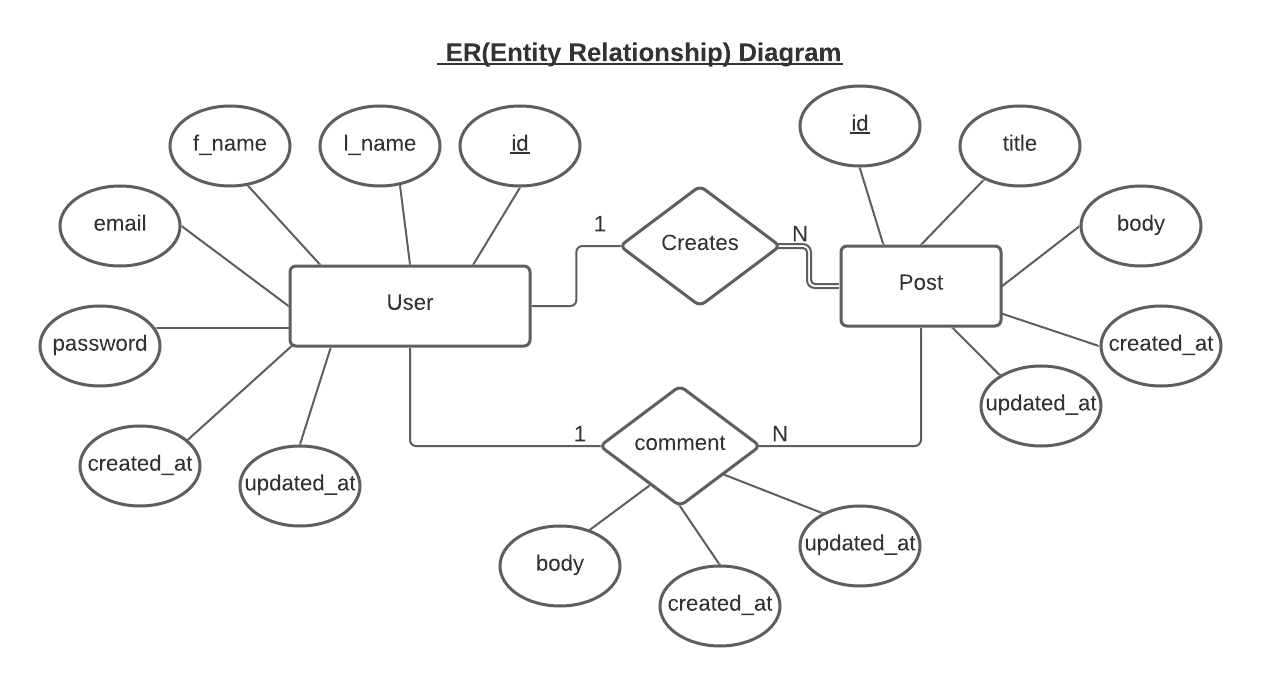 ER(Entity Relationship) Diagram
f_name
l_name
id
id
title
email
body
1
Creates
N
User
Post
password
created_at
updated_at
1
comment
N
created_at
updated_at
body
updated_at
created_at